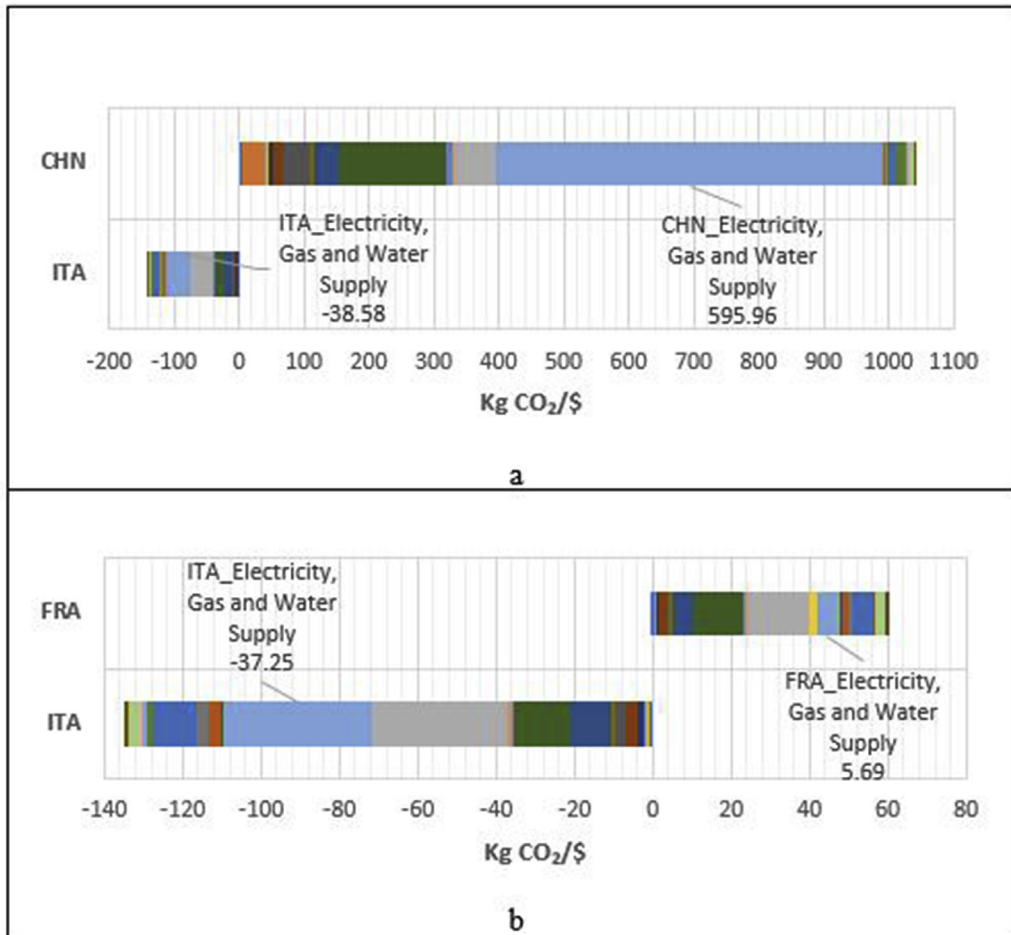 CHN
ITA_Electricity,
Gas and Water
Supply
-38.58
CHN_Electricity,
Gas and Water
Supply
595.96
ITA
-200 -100 0 100 200 300 400 500 600 700 800 900 1000 1100
Kg CO₂/$
a
ITA_Electricity,
Gas and Water
Supply
-37.25
FRA
FRA_Electricity,
Gas and Water
Supply
5.69
ITA
-140 -120 -100 -80 -60 -40 -20 0 20 40 60 80
Kg CO₂/$
b